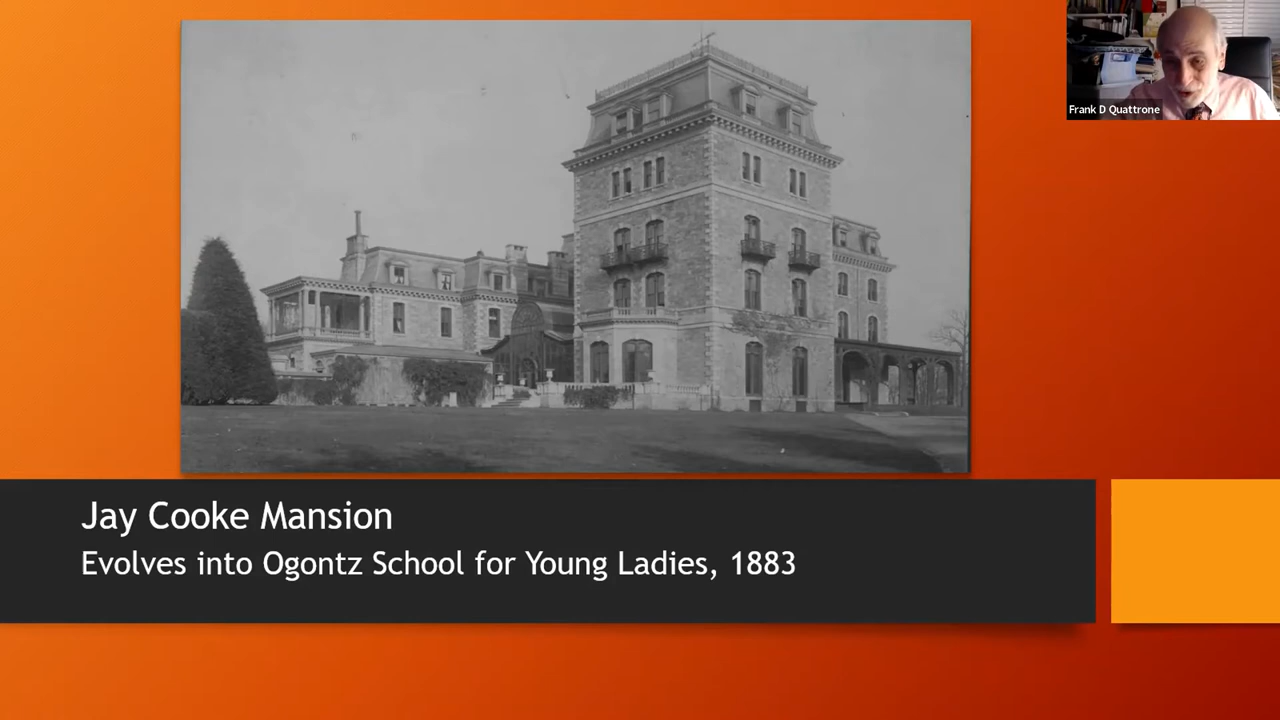 Frank D Quattrone
Jay Cooke Mansion
Evolves into Ogontz School for Young Ladies, 1883